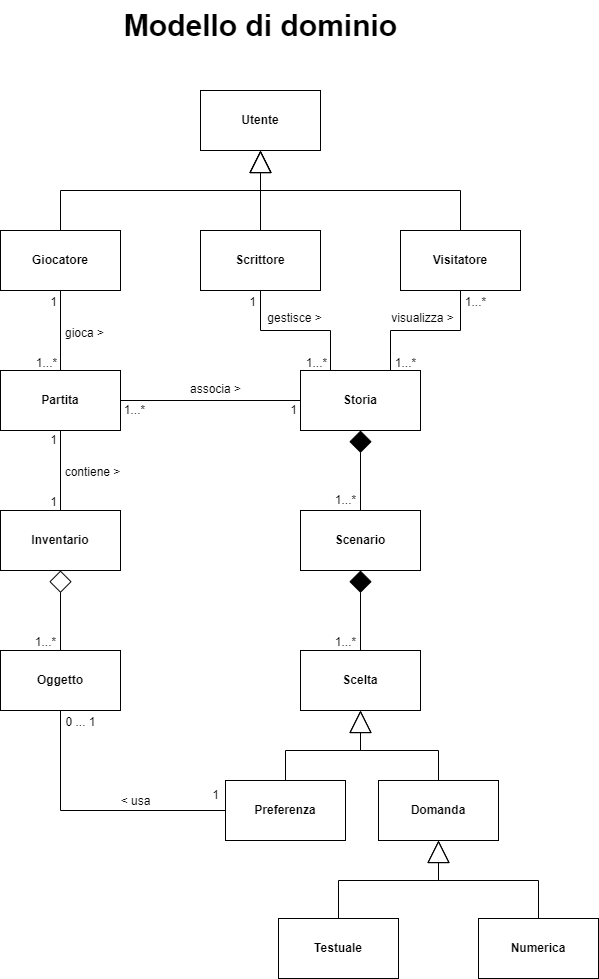 Modello di dominio
Utente
Giocatore
Scrittore
Visitatore
1
1
1...*
gioca >
gestisce >
visualizza >
1...*
1...*
1...*
Partita
associa >
Storia
1...*
1
1
contiene >
1
1...*
Inventario
Scenario
1...*
1...*
Oggetto
Scelta
0 ... 1
< usa
1
Preferenza
Domanda
Testuale
Numerica